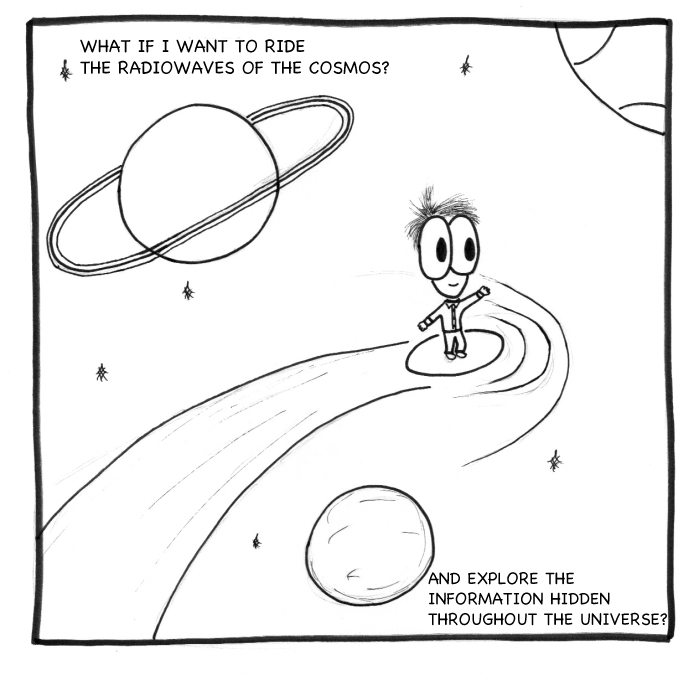 WHAT IF I WANT TO RIDE
THE RADIOWAVES OF THE COSMOS?
AND EXPLORE THE
INFORMATION HIDDEN
THROUGHOUT THE UNIVERSE?